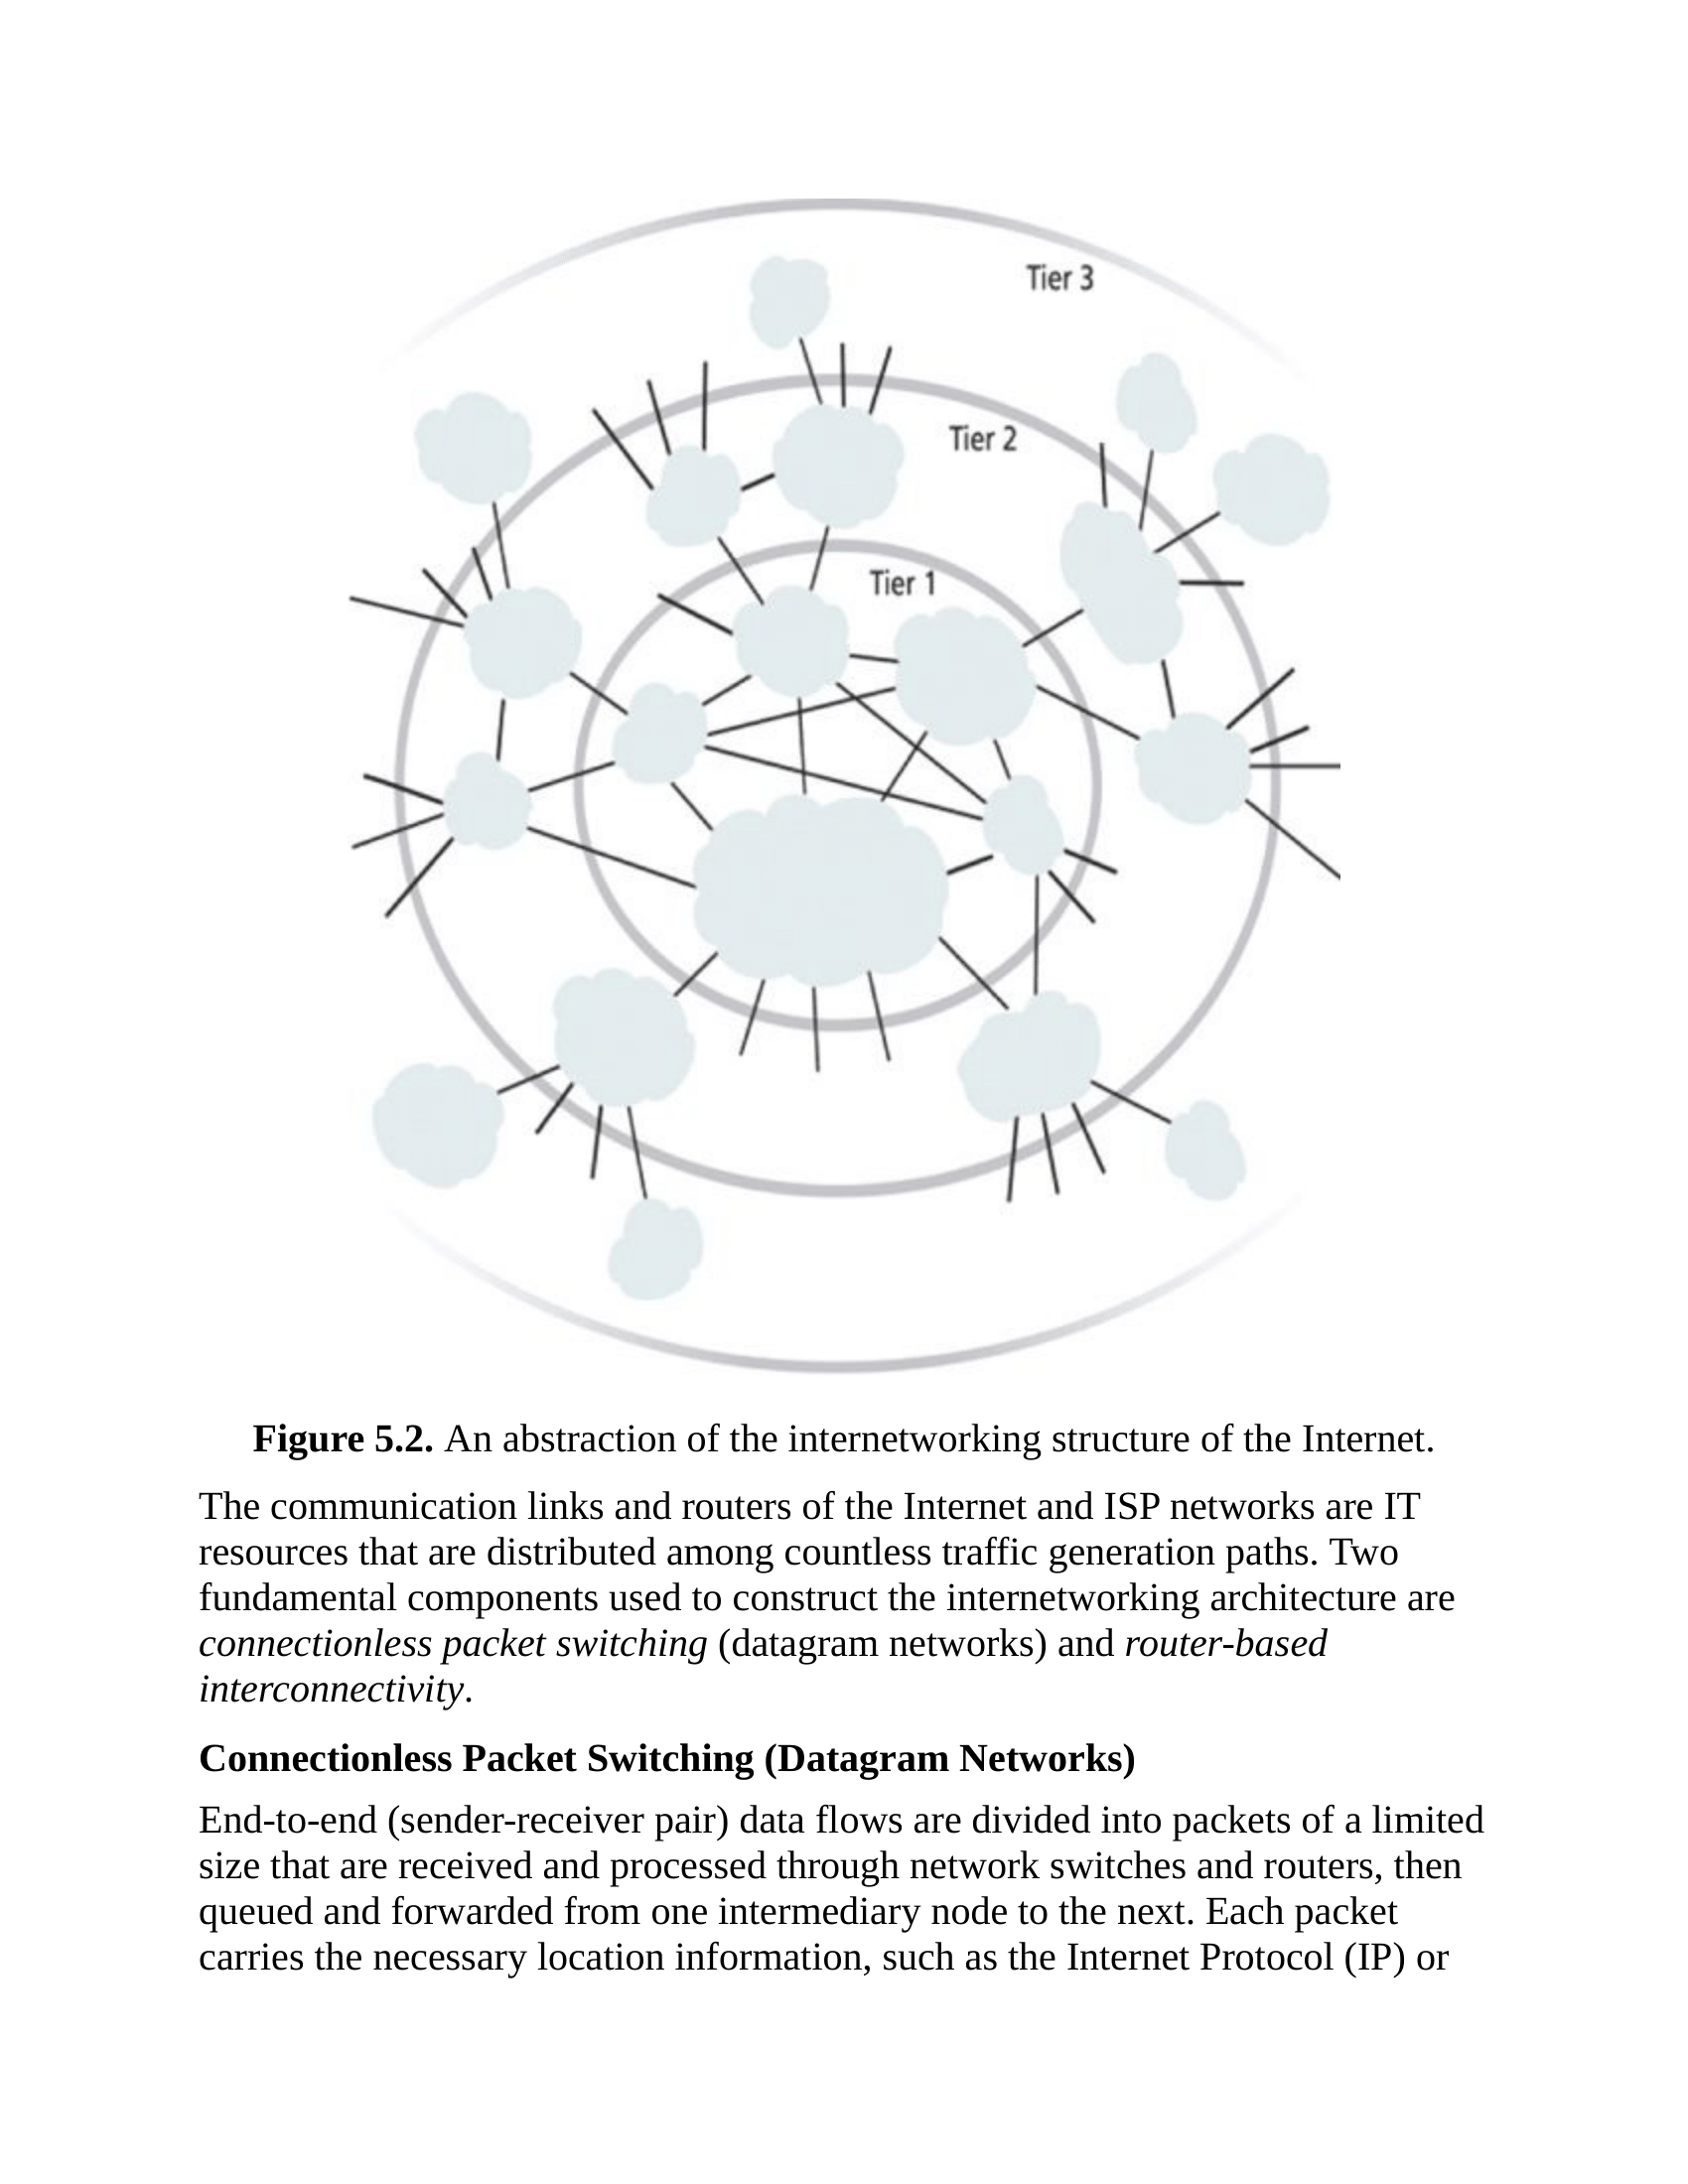 Tier 3
Tier 2
Tier 1
Figure 5.2. An abstraction of the internetworking structure of the Internet.
The communication links and routers of the Internet and ISP networks are IT
resources that are distributed among countless traffic generation paths. Two
fundamental components used to construct the internetworking architecture are
connectionless packet switching (datagram networks) and router-based
interconnectivity.
Connectionless Packet Switching (Datagram Networks)
End-to-end (sender-receiver pair) data flows are divided into packets of a limited
size that are received and processed through network switches and routers, then
queued and forwarded from one intermediary node to the next. Each packet
carries the necessary location information, such as the Internet Protocol (IP) or